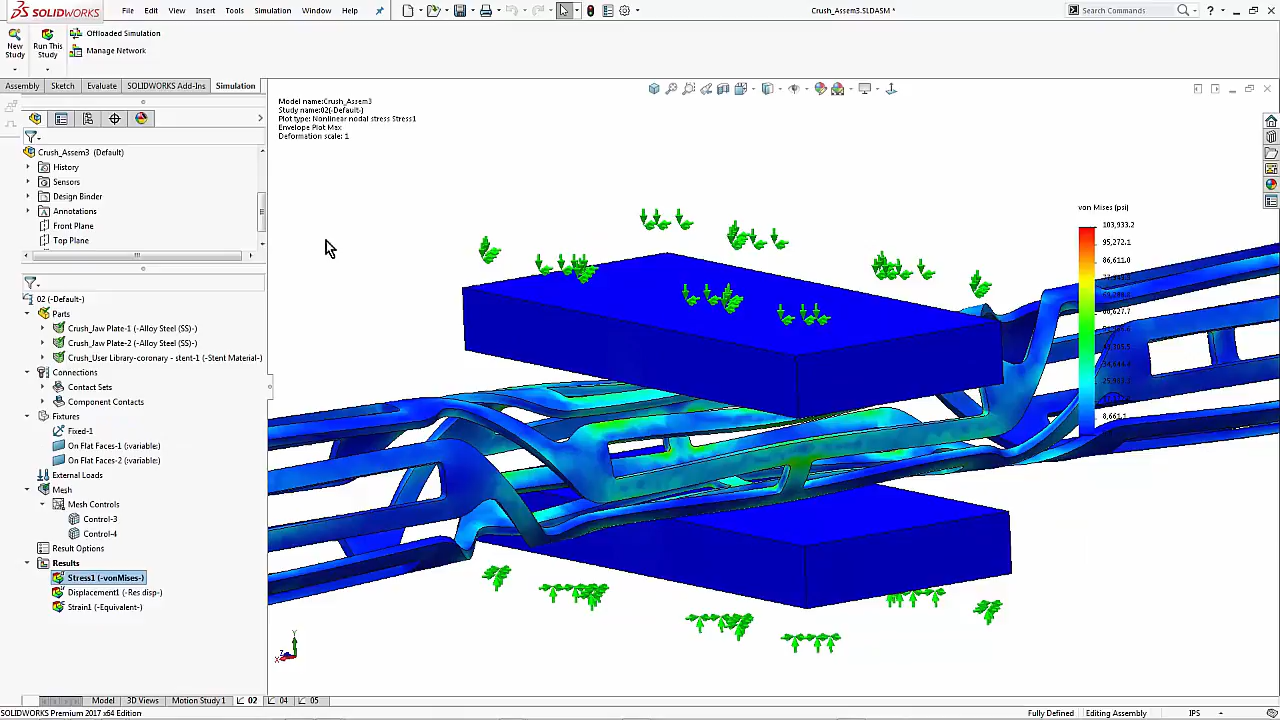 SOLIDWORKS File Edit View Insert Tools Simulation Window Help Crush_Assem3.SLDASM * Search Commands
New Study
Run This Study
Offloaded Simulation
Manage Network
Assembly Sketch Evaluate SOLIDWORKS Add-Ins Simulation
Crush_Assem3 (Default)
History
Sensors
Design Binder
Annotations
Front Plane
Top Plane
02 (-Default-)
Parts
Crush_Jaw Plate-1 (-Alloy Steel (SS)-)
Crush_Jaw Plate-2 (-Alloy Steel (SS)-)
Crush_User Library-coronary - stent-1 (-Stent Material-)
Connections
Contact Sets
Component Contacts
Fixtures
Fixed-1
On Flat Faces-1 (variable)
On Flat Faces-2 (variable)
External Loads
Mesh
Mesh Controls
Control-3
Control-4
Result Options
Results
Stress1 (-vonMises-)
Displacement1 (-Res disp-)
Strain1 (-Equivalent-)
Model name:Crush_Assem3
Study name:02(-Default-)
Plot type: Nonlinear nodal stress Stress1
Envelope Plot Max
Deformation scale: 1
von Mises (psi)
103,933.2
95,272.1
86,611.0
34,644.4
8,661.1
Y
Z
X
Model 3D Views Motion Study 1 02 04 05
SOLIDWORKS Premium 2017 x64 Edition Fully Defined Editing Assembly IPS